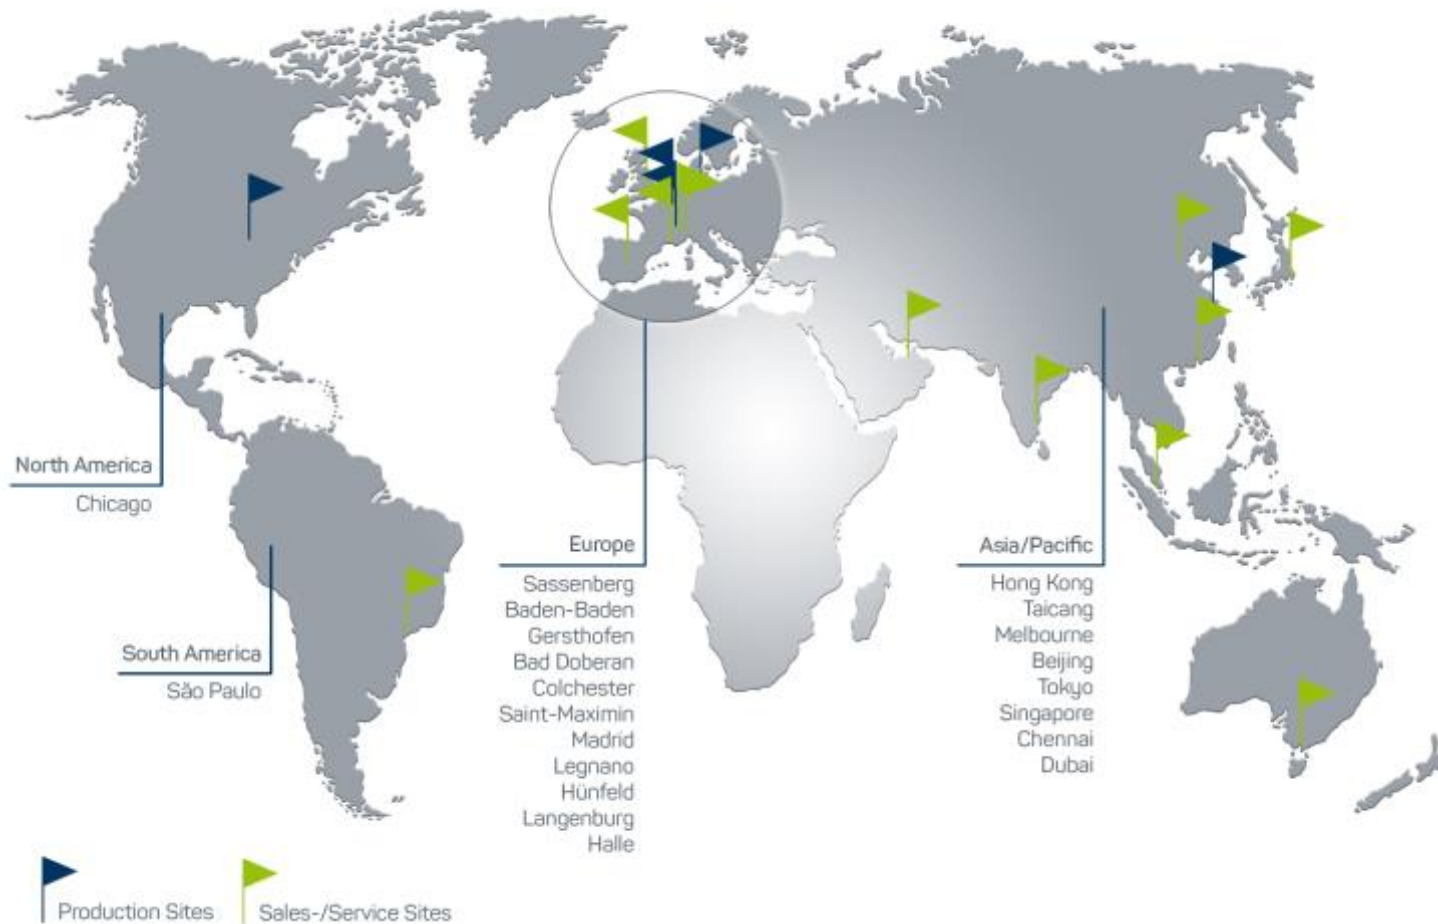 North America
Chicago
South America
São Paulo
Europe
Sassenberg
Baden-Baden
Gersthofen
Bad Doberan
Colchester
Saint-Maximin
Madrid
Legnano
Hünfeld
Langenburg
Halle
Asia/Pacific
Hong Kong
Taicang
Melbourne
Beijing
Tokyo
Singapore
Chennai
Dubai
Production Sites
Sales-/Service Sites